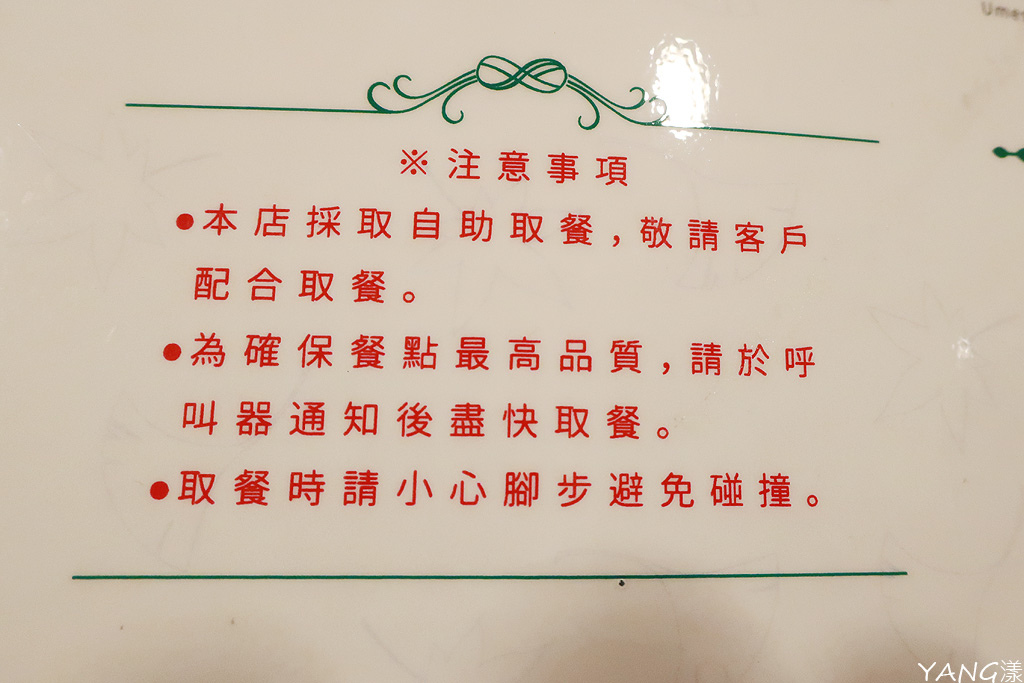 ※注意事項
●本店採取自助取餐，敬請客戶
配合取餐。
●為確保餐點最高品質，請於呼
叫器通知後盡快取餐。
●取餐時請小心腳步避免碰撞。
YANG漾